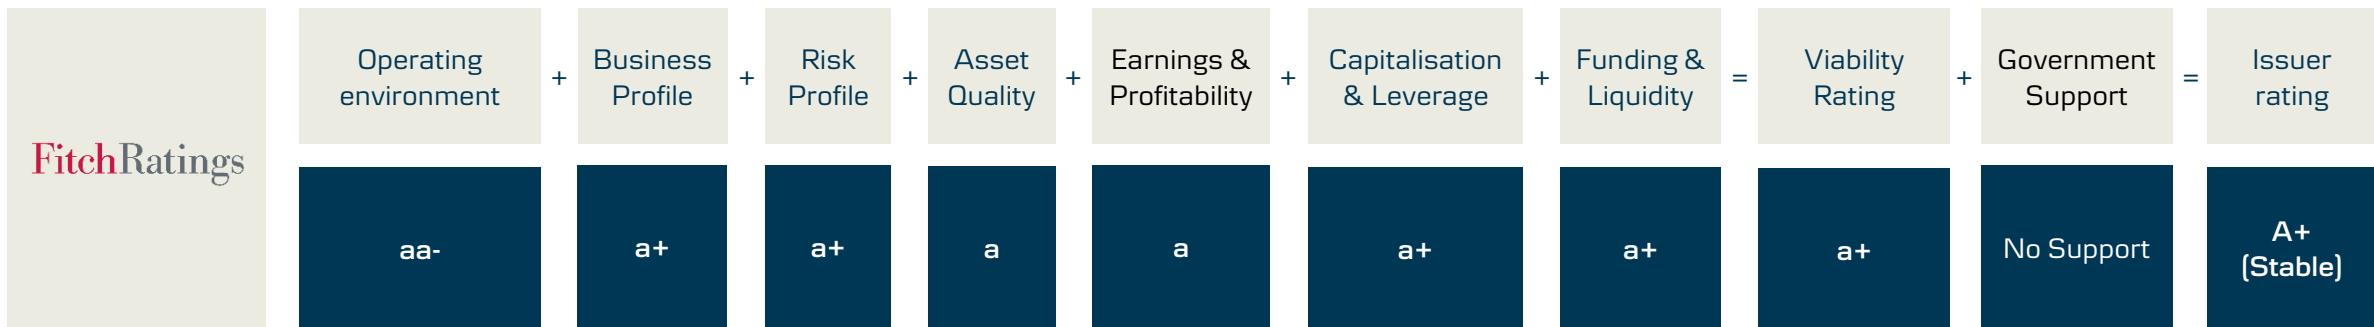 FitchRatings
Operating
environment
+
Business
Profile
+
Risk
Profile
+
Asset
Quality
+
Earnings &
Profitability
+
Capitalisation
& Leverage
+
Funding &
Liquidity
=
Viability
Rating
+
Government
Support
=
Issuer
rating
aa-
a+
a+
a
a
a+
a+
a+
No Support
A+
(Stable)